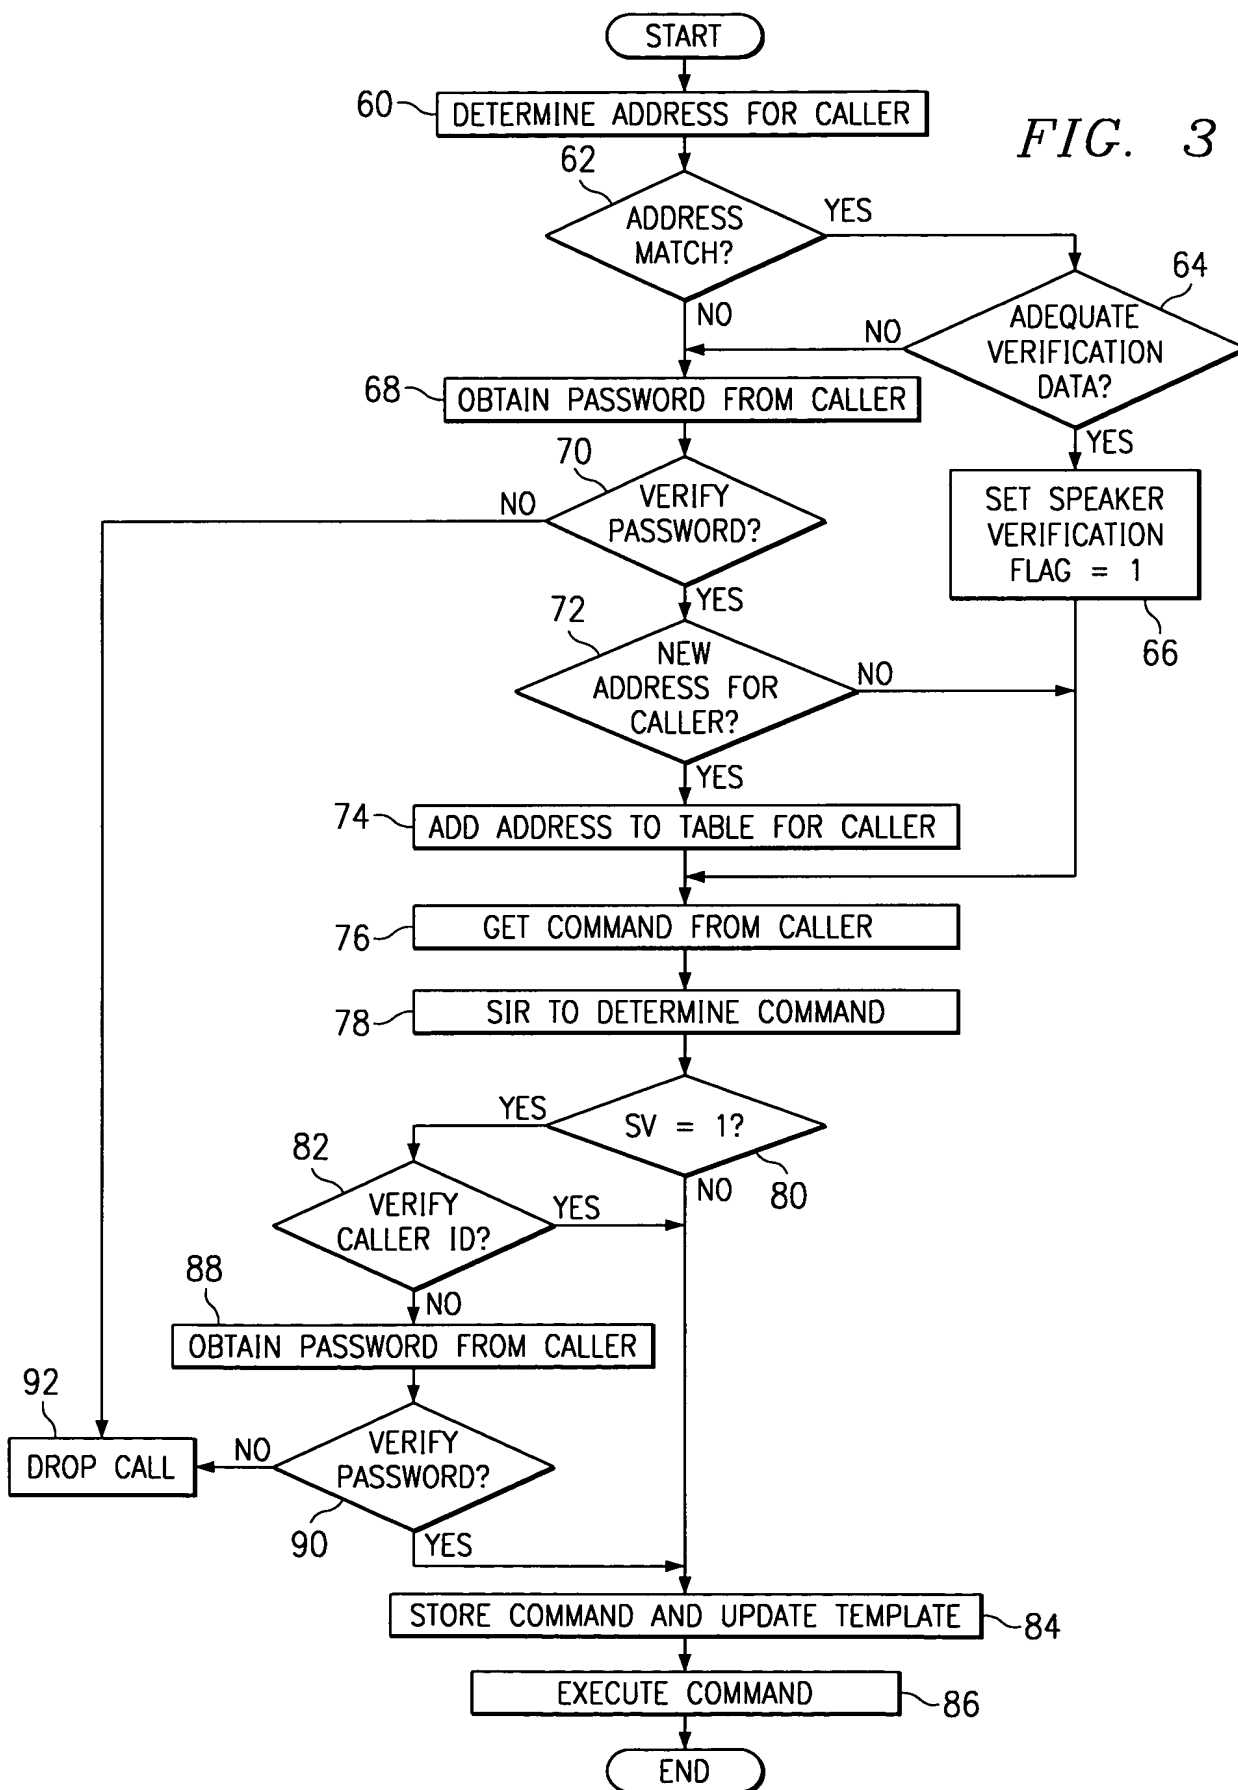 START
60
DETERMINE ADDRESS FOR CALLER
FIG. 3
62
ADDRESS
MATCH?
YES
NO
64
ADEQUATE
VERIFICATION
DATA?
NO
YES
68
OBTAIN PASSWORD FROM CALLER
SET SPEAKER
VERIFICATION
FLAG = 1
66
70
VERIFY
PASSWORD?
NO
YES
72
NEW
ADDRESS FOR
CALLER?
NO
YES
74
ADD ADDRESS TO TABLE FOR CALLER
76
GET COMMAND FROM CALLER
78
SIR TO DETERMINE COMMAND
SV = 1?
YES
NO
80
82
VERIFY
CALLER ID?
YES
NO
88
OBTAIN PASSWORD FROM CALLER
92
DROP CALL
NO
VERIFY
PASSWORD?
90
YES
STORE COMMAND AND UPDATE TEMPLATE
84
EXECUTE COMMAND
86
END